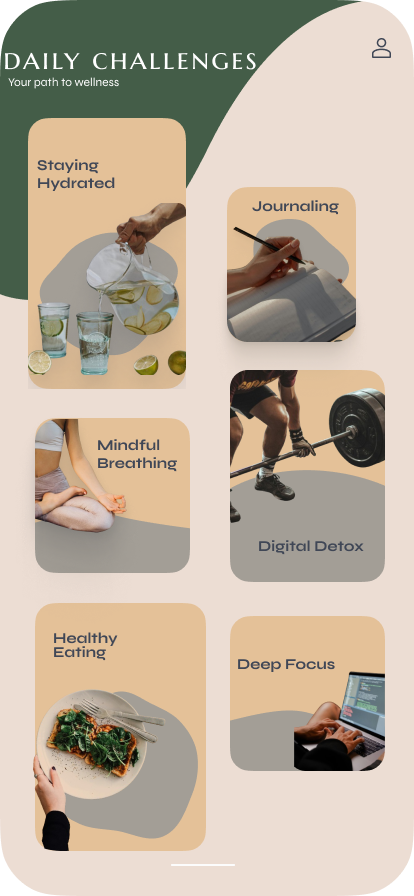 DAILY CHALLENGES
Your path to wellness
Staying
Hydrated
Journaling
Mindful
Breathing
Digital Detox
Healthy
Eating
Deep Focus